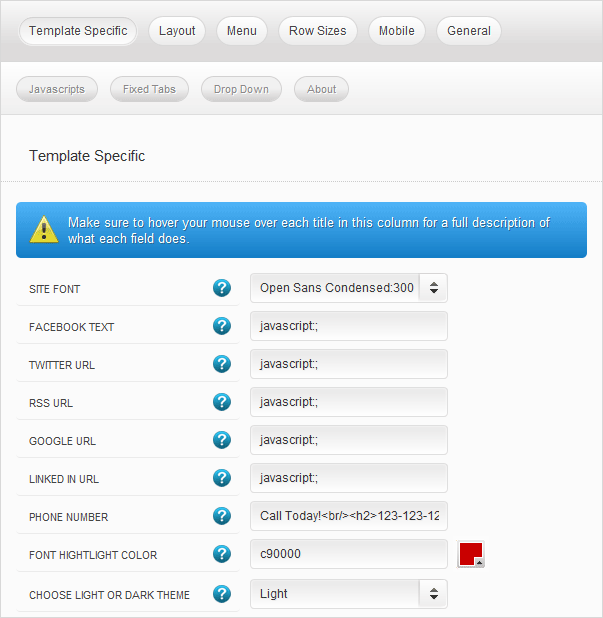 Template Specific Layout Menu Row Sizes Mobile General
Javascripts Fixed Tabs Drop Down About
Template Specific
Make sure to hover your mouse over each title in this column for a full description of
what each field does.
SITE FONT ? Open Sans Condensed:300
FACEBOOK TEXT ? javascript:;
TWITTER URL ? javascript:;
RSS URL ? javascript:;
GOOGLE URL ? javascript:;
LINKED IN URL ? javascript:;
PHONE NUMBER ? Call Today!<br/><h2>123-123-12
FONT HIGHTLIGHT COLOR ? c90000
CHOOSE LIGHT OR DARK THEME ? Light